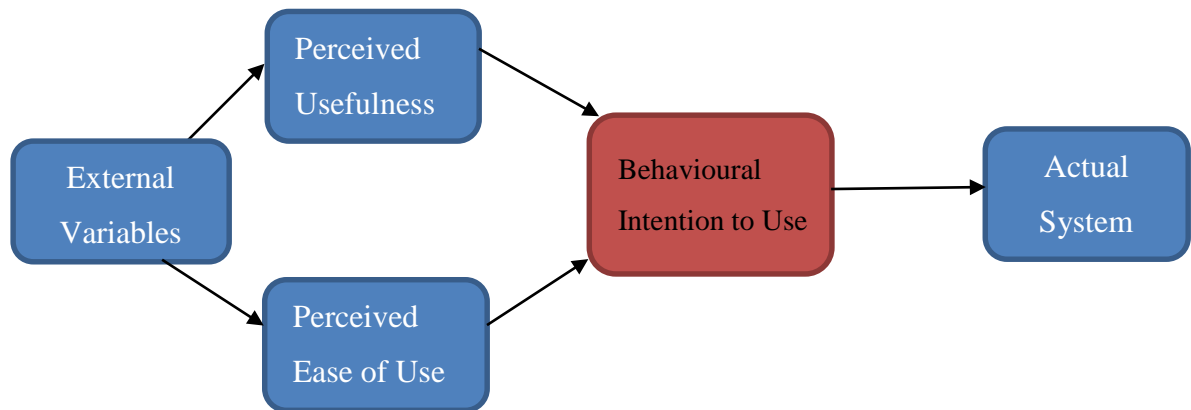 Perceived
Usefulness
External
Variables
Perceived
Ease of Use
Behavioural
Intention to Use
Actual
System